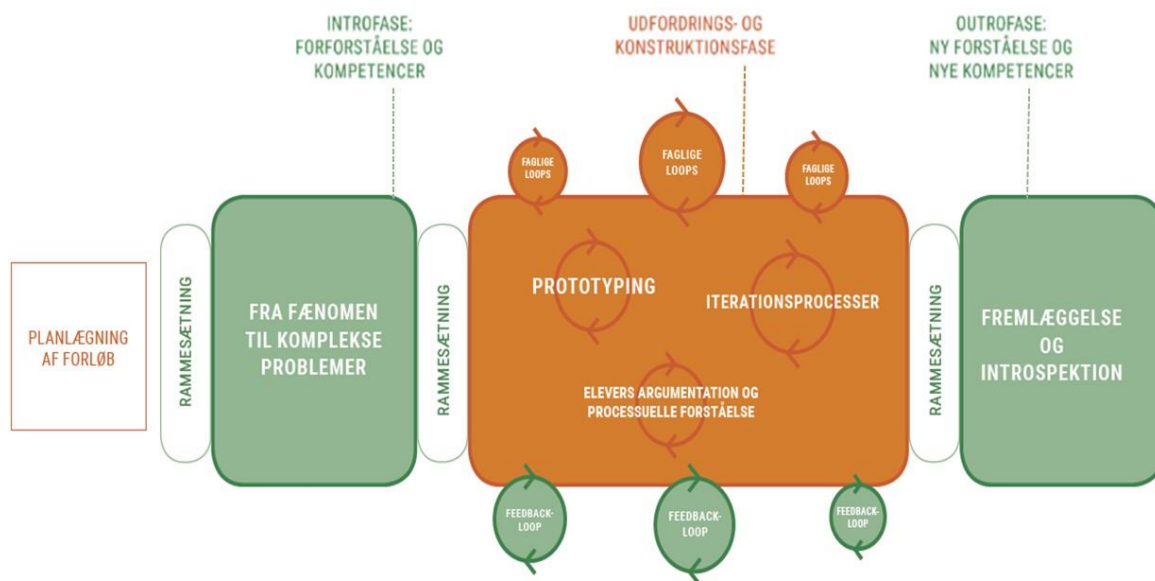 INTROFASE:
FORFORSTÅELSE OG
KOMPETENCER
UDFORDRINGS- OG
KONSTRUKTIONSFASE
OUTROFASE:
NY FORSTÅELSE OG
NYE KOMPETENCER
FAGLIGE
LOOPS
FAGLIGE
LOOPS
FAGLIGE
LOOPS
PLANLÆGNING
AF FORLØB
RAMMESÆTNING
FRA FÆNOMEN
TIL KOMPLEKSE
PROBLEMER
RAMMESÆTNING
PROTOTYPING
ITERATIONSPROCESSER
ELEVERS ARGUMENTATION OG
PROCESSUELLE FORSTÅELSE
RAMMESÆTNING
FREMLÆGGELSE
OG
INTROSPEKTION
FEEDBACK-
LOOP
FEEDBACK-
LOOP
FEEDBACK-
LOOP